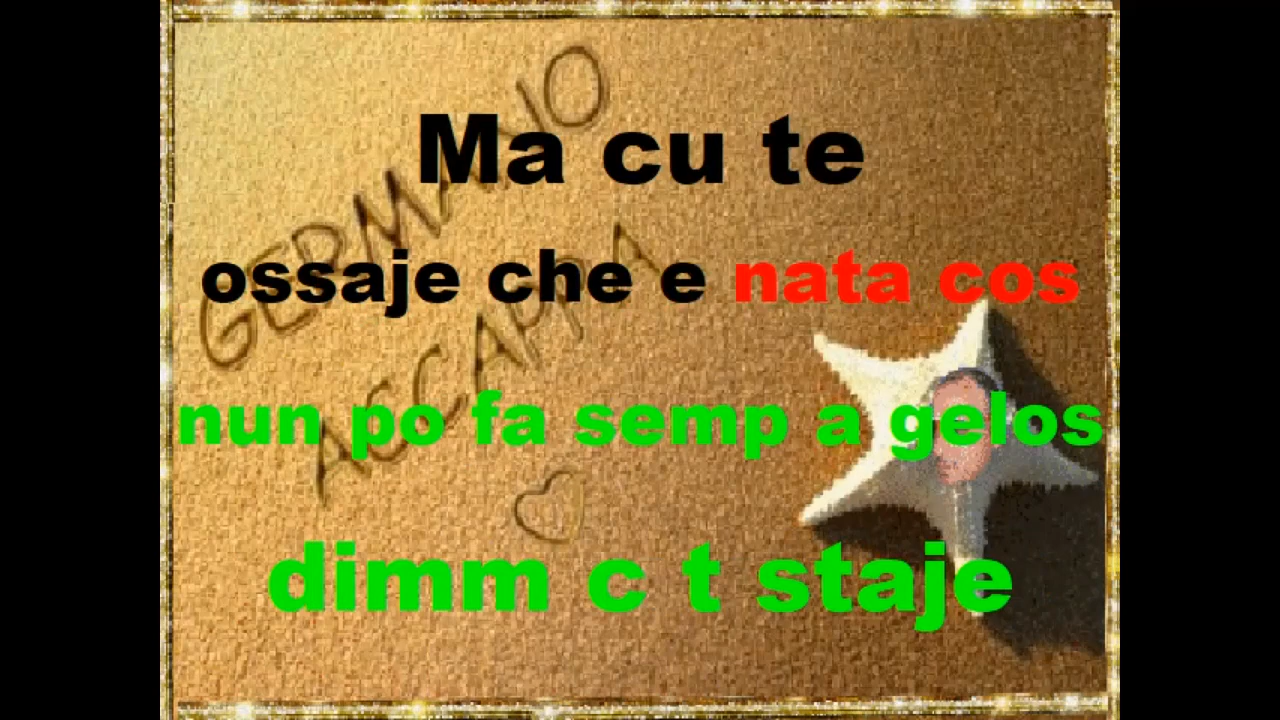 GERMANO
ACCAPPA
Ma cu te
ossaje che e nata cos
nun po fa semp a gelos
dimm c t staje